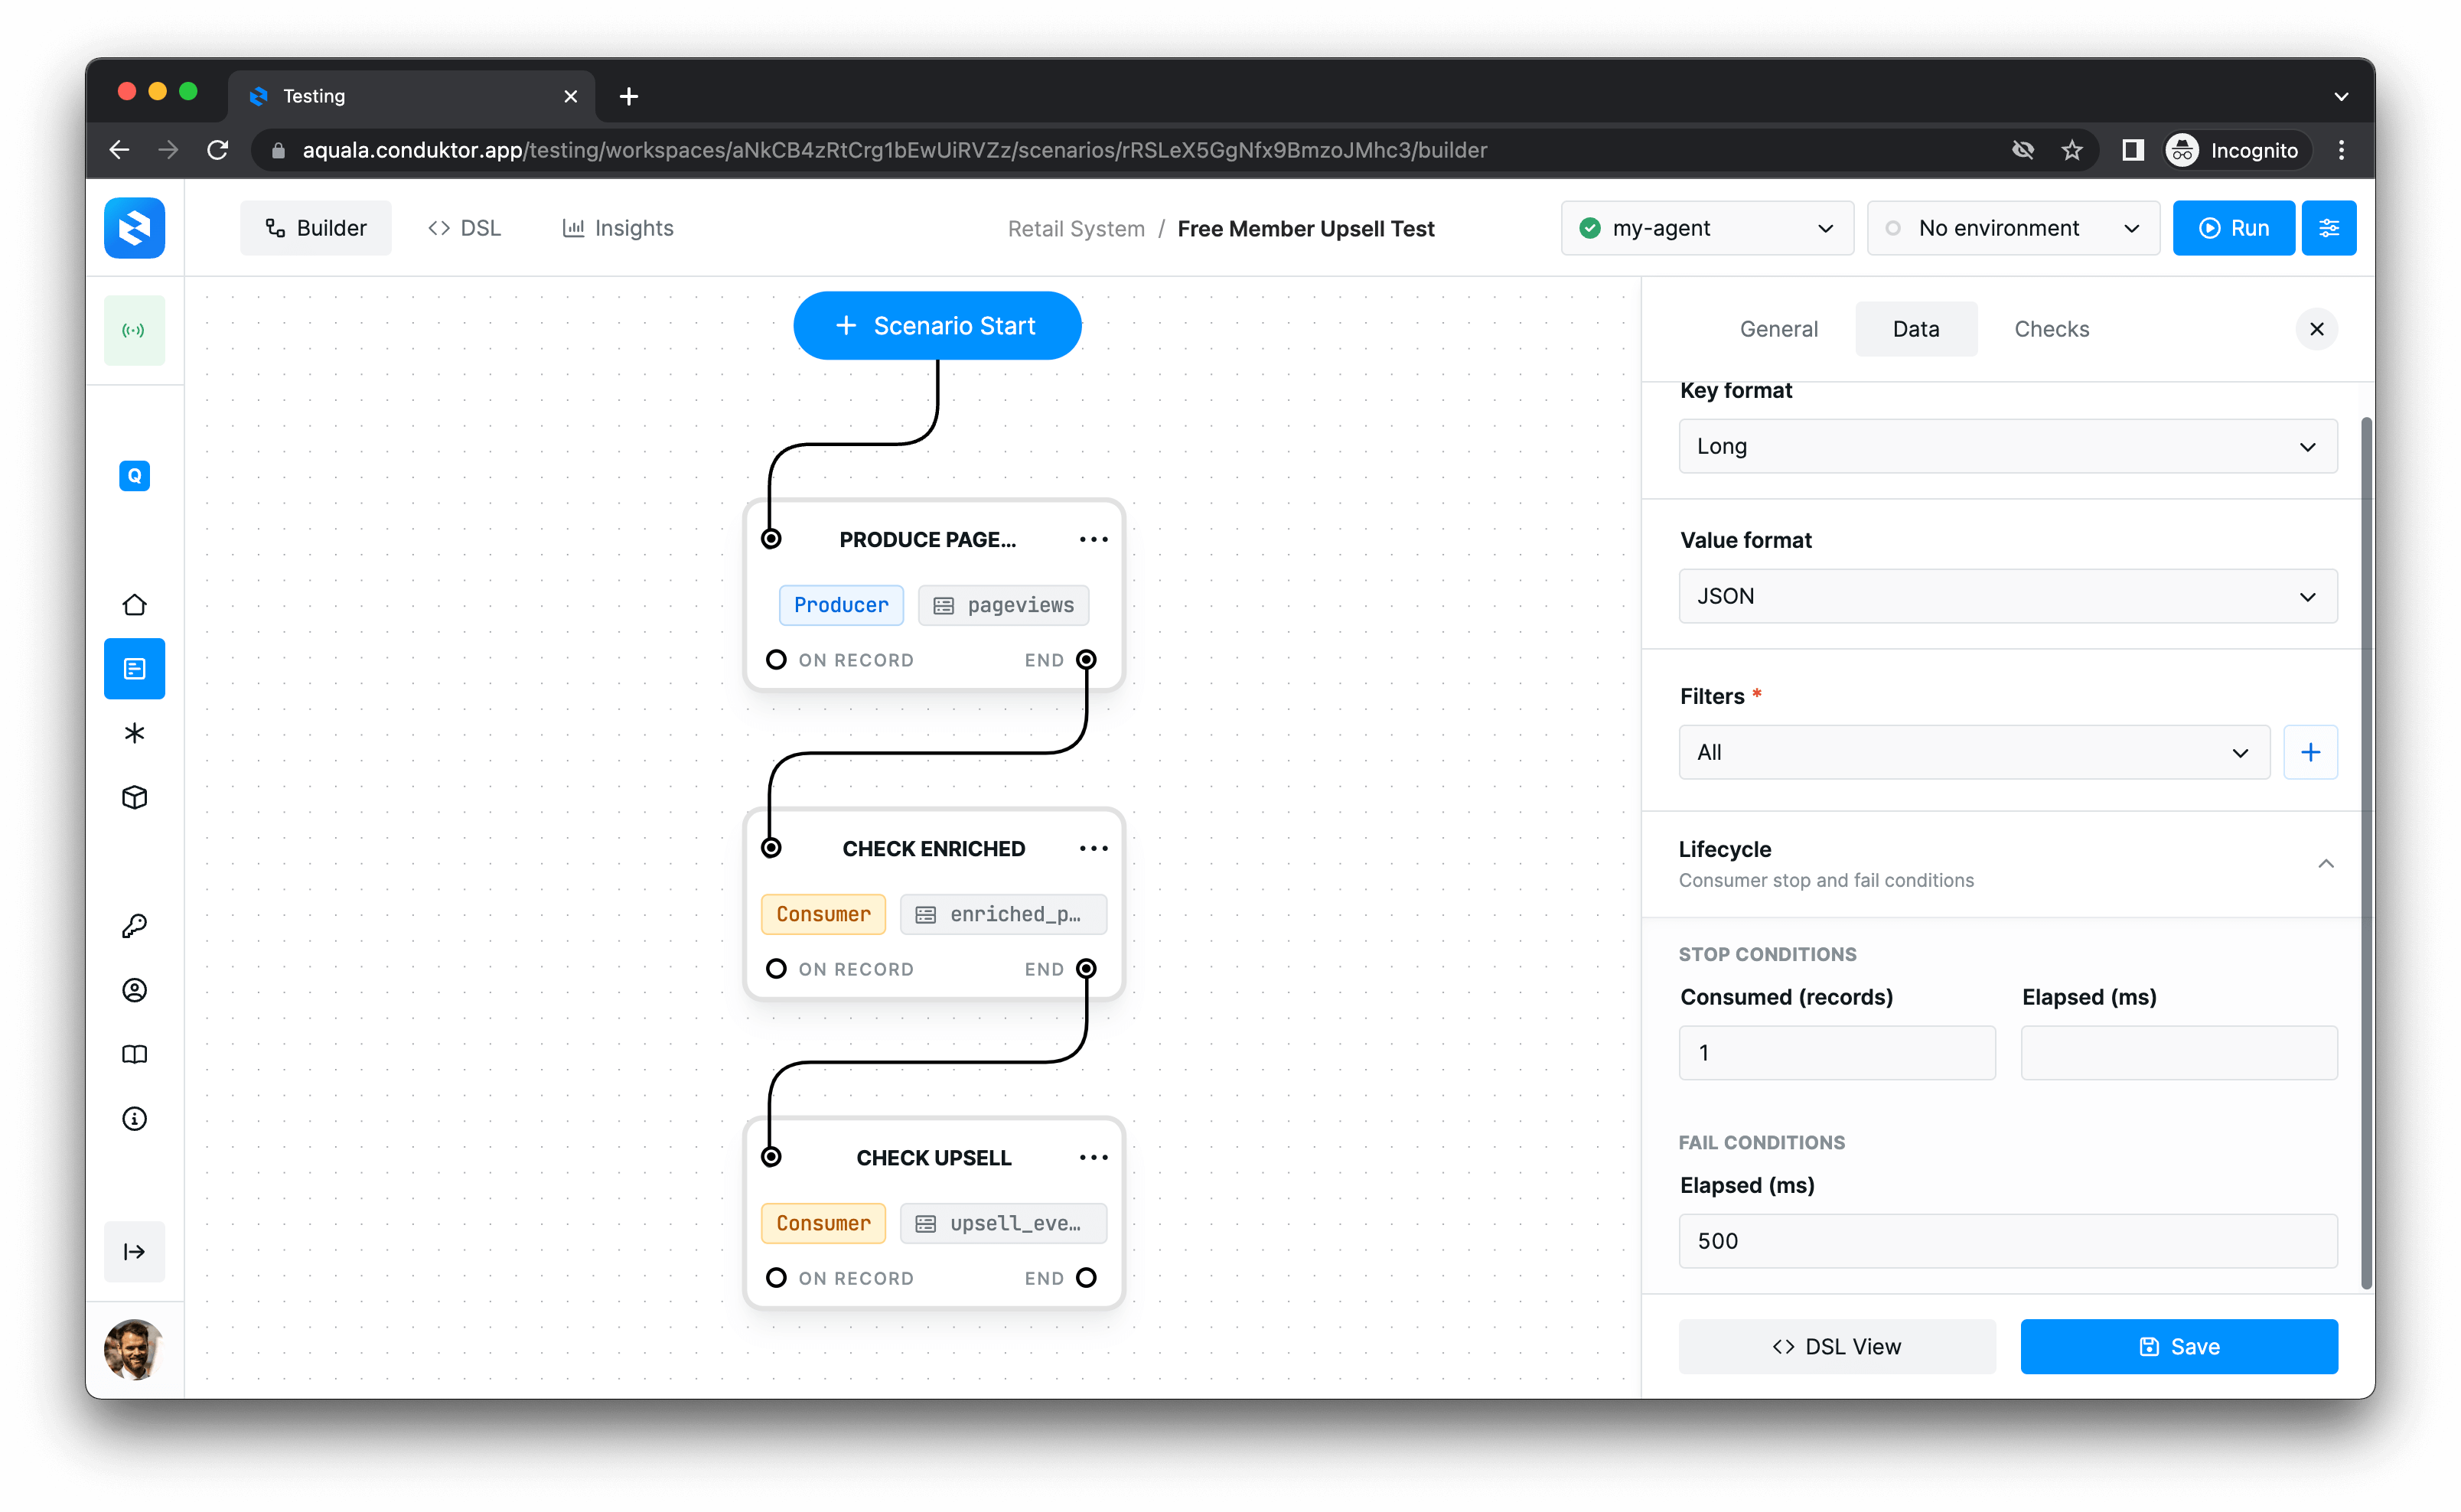 Testing
aquala.conduktor.app/testing/workspaces/aNkCB4zRtCrg1bEwUiRVZz/scenarios/rRSLeX5GgNfx9BmzoJMhc3/builder
Incognito
Builder
DSL
Insights
Retail System / Free Member Upsell Test
my-agent
No environment
Run
Q
Scenario Start
PRODUCE PAGE...
Producer
pageviews
ON RECORD
END
CHECK ENRICHED
Consumer
enriched_p...
ON RECORD
END
CHECK UPSELL
Consumer
upsell_eve...
ON RECORD
END
General
Data
Checks
Key format
Long
Value format
JSON
Filters *
All
Lifecycle
Consumer stop and fail conditions
STOP CONDITIONS
Consumed (records)
Elapsed (ms)
1
FAIL CONDITIONS
Elapsed (ms)
500
DSL View
Save